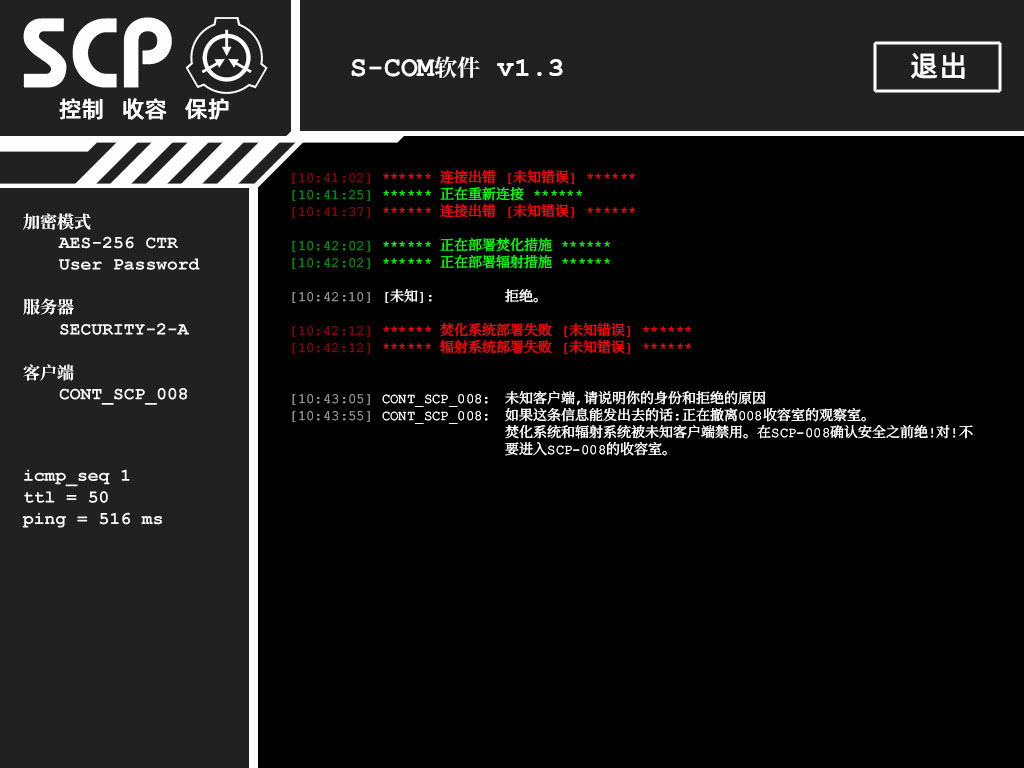 SCP
控制 收容 保护
S-COM软件 v1.3
退出
加密模式
AES-256 CTR
User Password
服务器
SECURITY-2-A
客户端
CONT_SCP_008
icmp_seq 1
ttl = 50
ping = 516 ms
[10:41:02] ****** 连接出错 [未知错误] ******
[10:41:25] ****** 正在重新连接 ******
[10:41:37] ****** 连接出错 [未知错误] ******
[10:42:02] ****** 正在部署焚化措施 ******
[10:42:02] ****** 正在部署辐射措施 ******
[10:42:10] [未知]: 拒绝。
[10:42:12] ****** 焚化系统部署失败 [未知错误] ******
[10:42:12] ****** 辐射系统部署失败 [未知错误] ******
[10:43:05] CONT_SCP_008: 未知客户端,请说明你的身份和拒绝的原因
[10:43:55] CONT_SCP_008: 如果这条信息能发出去的话:正在撤离008收容室的观察室。
焚化系统和辐射系统被未知客户端禁用。在SCP-008确认安全之前绝!对!不
要进入SCP-008的收容室。